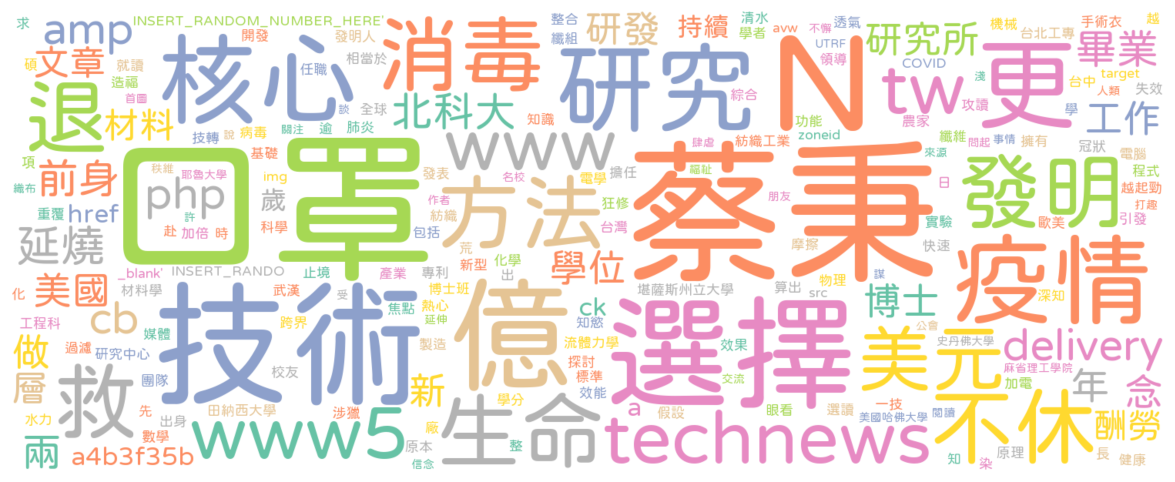 求
amp
INSERT_RANDOM_NUMBER_HERE'
開發
發明人
相當於
消毒
整合
纖組
研發
持續
清水
學者
avw
不懈
透氣
UTRF
領導
研究所
COVID
機械
台北工專
手術衣
越
畢業
碩
文章
就讀
造福
首圖
核心
任職
談
全球
北科大
知識
研究
綜合
N
tw
攻讀
農家
更
淺
台中
target
人類
失效
工作
退
材料
技轉
說
病毒
關注
逾
肺炎
基礎
www
蔡秉
肆虐
紡織工業
功能
zoneid
纖維
學
來源
問起
事情
擁有
冠狀
電腦
程式
項
織布
前身
秩雜
耶魯大學
php
許
赴
加倍
時
口罩
img
歲
科學
發表
名校
擔任
電學
方法
作者
紡織
狂修
福祉
台灣
朋友
日
實驗
發明
越起勁
打趣
歐美
引發
重覆
href
延燒
包括
荒
新型
化學
出
學位
摩擦
快速
疫情
_blank'
INSERT_RANDO
止境
產業
專利
博士班
堪薩斯州立大學
算出
物理
src
謀
博士
深知
化
美國
材料學
武漢
受
焦點
熱心
延伸
億
ck
知慾
選擇
公會
史丹佛大學
工程科
cb
媒體
跨界
技術
製造
流體力學
效果
美元
麻省理工學院
delivery
做
過濾
研究中心
探討
標準
加電
年
念
層
團隊
校友
新
效能
交流
救
水力
先
出身
田納西大學
涉獵
學分
a
假設
眼看
選讀
一技
美國哈佛大學
閱讀
不休
酬勞
兩
數學
a4b3f35b
www5
廠
原本
信念
生命
整
technews
知
染
原理
長
健康